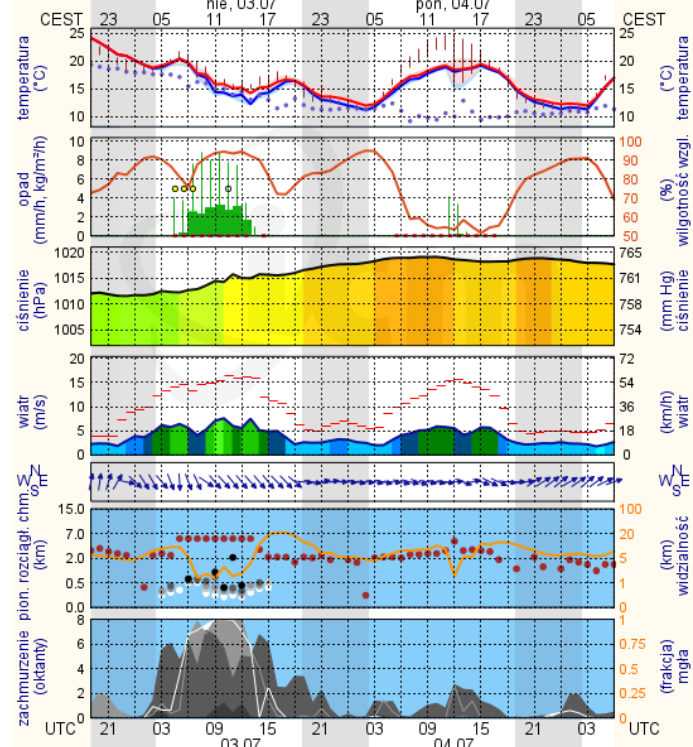 nie, 03.07 pon, 04.07
CEST 23 05 11 17 23 05 11 17 23 05 CEST
temperatura
(°C)
25
20
15
10
25
20
15
10
temperatura
(°C)
opad
(mm/h, kg/m²/h)
10
8
6
4
2
0
100
90
80
70
60
50
wilgotność wzgl.
(%)
ciśnienie
(hPa)
1020
1015
1010
1005
765
761
758
754
ciśnienie
(mm Hg)
wiatr
(m/s)
20
15
10
5
0
72
54
36
18
0
wiatr
(km/h)
N
W E
S
N
W E
S
pion. rozciągł. chm.
(km)
15.0
7.0
2.0
0.5
0.0
100
20
5
1
0
widzialność
(km)
zachmurzenie
(oktanty)
8
6
4
2
0
1
0.75
0.5
0.25
0
mgła
(frakcja)
UTC 21 03 09 15 21 03 09 15 21 03 UTC
03.07 04.07